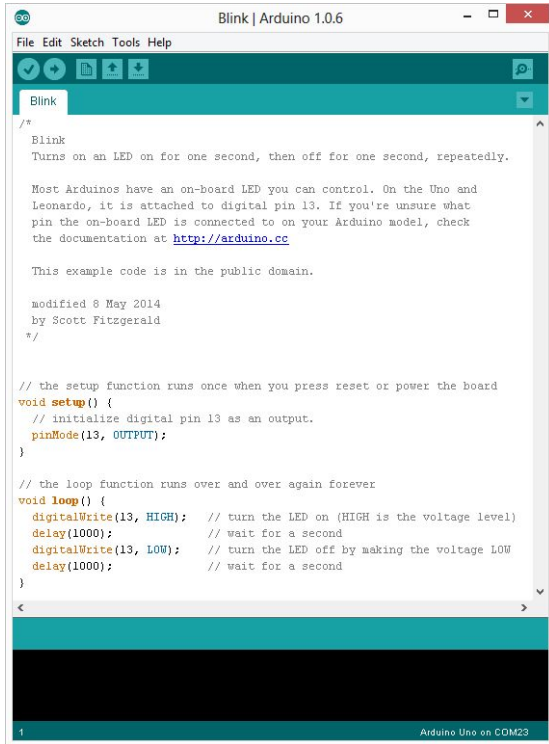 Blink | Arduino 1.0.6
File Edit Sketch Tools Help
Blink
/*
  Blink
  Turns on an LED on for one second, then off for one second, repeatedly.

  Most Arduinos have an on-board LED you can control. On the Uno and
  Leonardo, it is attached to digital pin 13. If you're unsure what
  pin the on-board LED is connected to on your Arduino model, check
  the documentation at http://arduino.cc

  This example code is in the public domain.

  modified 8 May 2014
  by Scott Fitzgerald
 */


// the setup function runs once when you press reset or power the board
void setup() {
  // initialize digital pin 13 as an output.
  pinMode(13, OUTPUT);
}

// the loop function runs over and over again forever
void loop() {
  digitalWrite(13, HIGH);   // turn the LED on (HIGH is the voltage level)
  delay(1000);              // wait for a second
  digitalWrite(13, LOW);    // turn the LED off by making the voltage LOW
  delay(1000);              // wait for a second
}
1 Arduino Uno on COM23